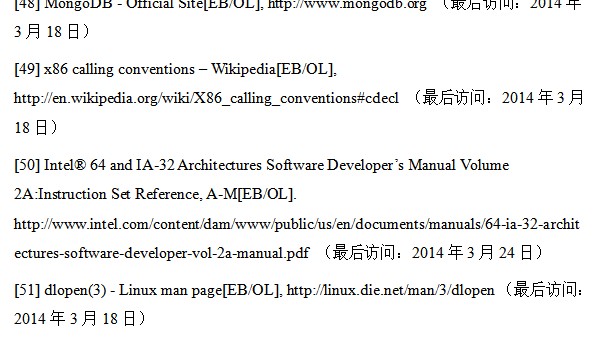 [48] MongoDB - Official Site[EB/OL], http://www.mongodb.org （最后访问：2014 年
3 月 18 日）
[49] x86 calling conventions – Wikipedia[EB/OL],
http://en.wikipedia.org/wiki/X86_calling_conventions#cdecl （最后访问：2014 年 3 月
18 日）
[50] Intel® 64 and IA-32 Architectures Software Developer’s Manual Volume
2A:Instruction Set Reference, A-M[EB/OL].
http://www.intel.com/content/dam/www/public/us/en/documents/manuals/64-ia-32-archit
ectures-software-developer-vol-2a-manual.pdf （最后访问：2014 年 3 月 24 日）
[51] dlopen(3) - Linux man page[EB/OL], http://linux.die.net/man/3/dlopen（最后访问：
2014 年 3 月 18 日）